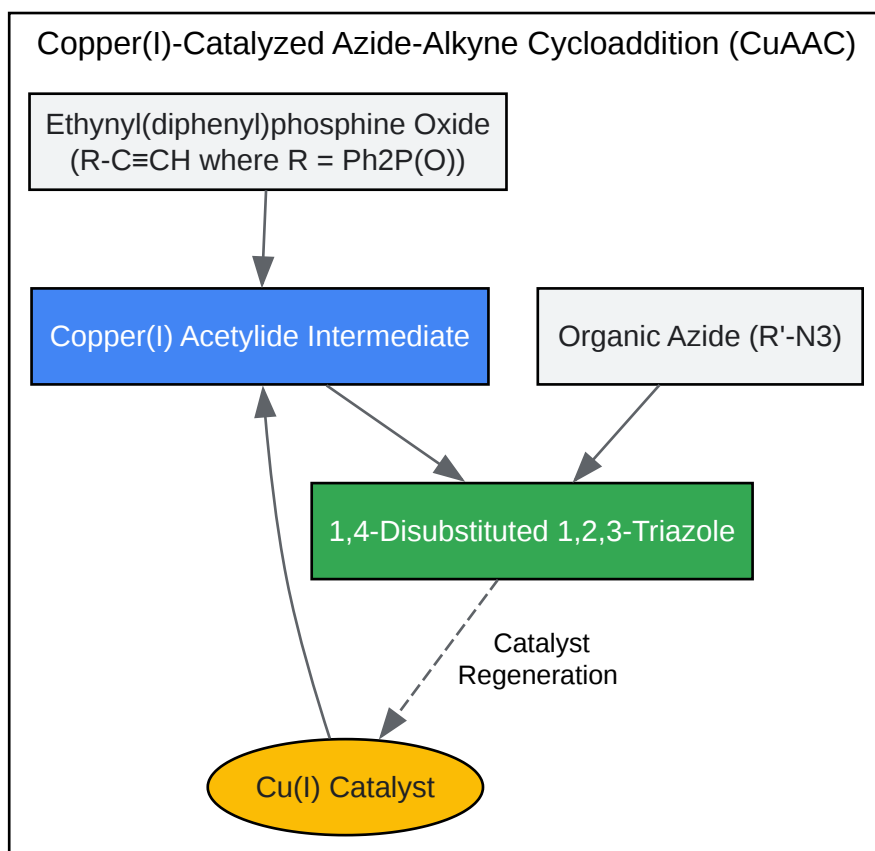 Copper(I)-Catalyzed Azide-Alkyne Cycloaddition (CuAAC)
Ethynyl(diphenyl)phosphine Oxide
(R-C≡CH where R = Ph2P(O))
Copper(I) Acetylide Intermediate
Organic Azide (R'-N3)
1,4-Disubstituted 1,2,3-Triazole
Catalyst
Regeneration
Cu(I) Catalyst